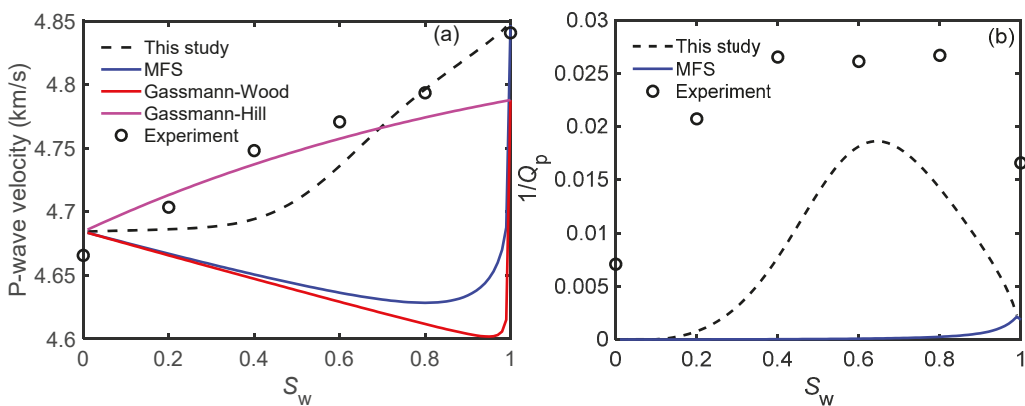 4.85
4.8
4.75
4.7
4.65
4.6
P-wave velocity (km/s)
(a)
This study
MFS
Gassmann-Wood
Gassmann-Hill
Experiment
0
0.2
0.4
0.6
0.8
1
Sw
0.03
0.025
0.02
0.015
0.01
0.005
0
1/Qp
(b)
This study
MFS
Experiment
0
0.2
0.4
0.6
0.8
1
Sw